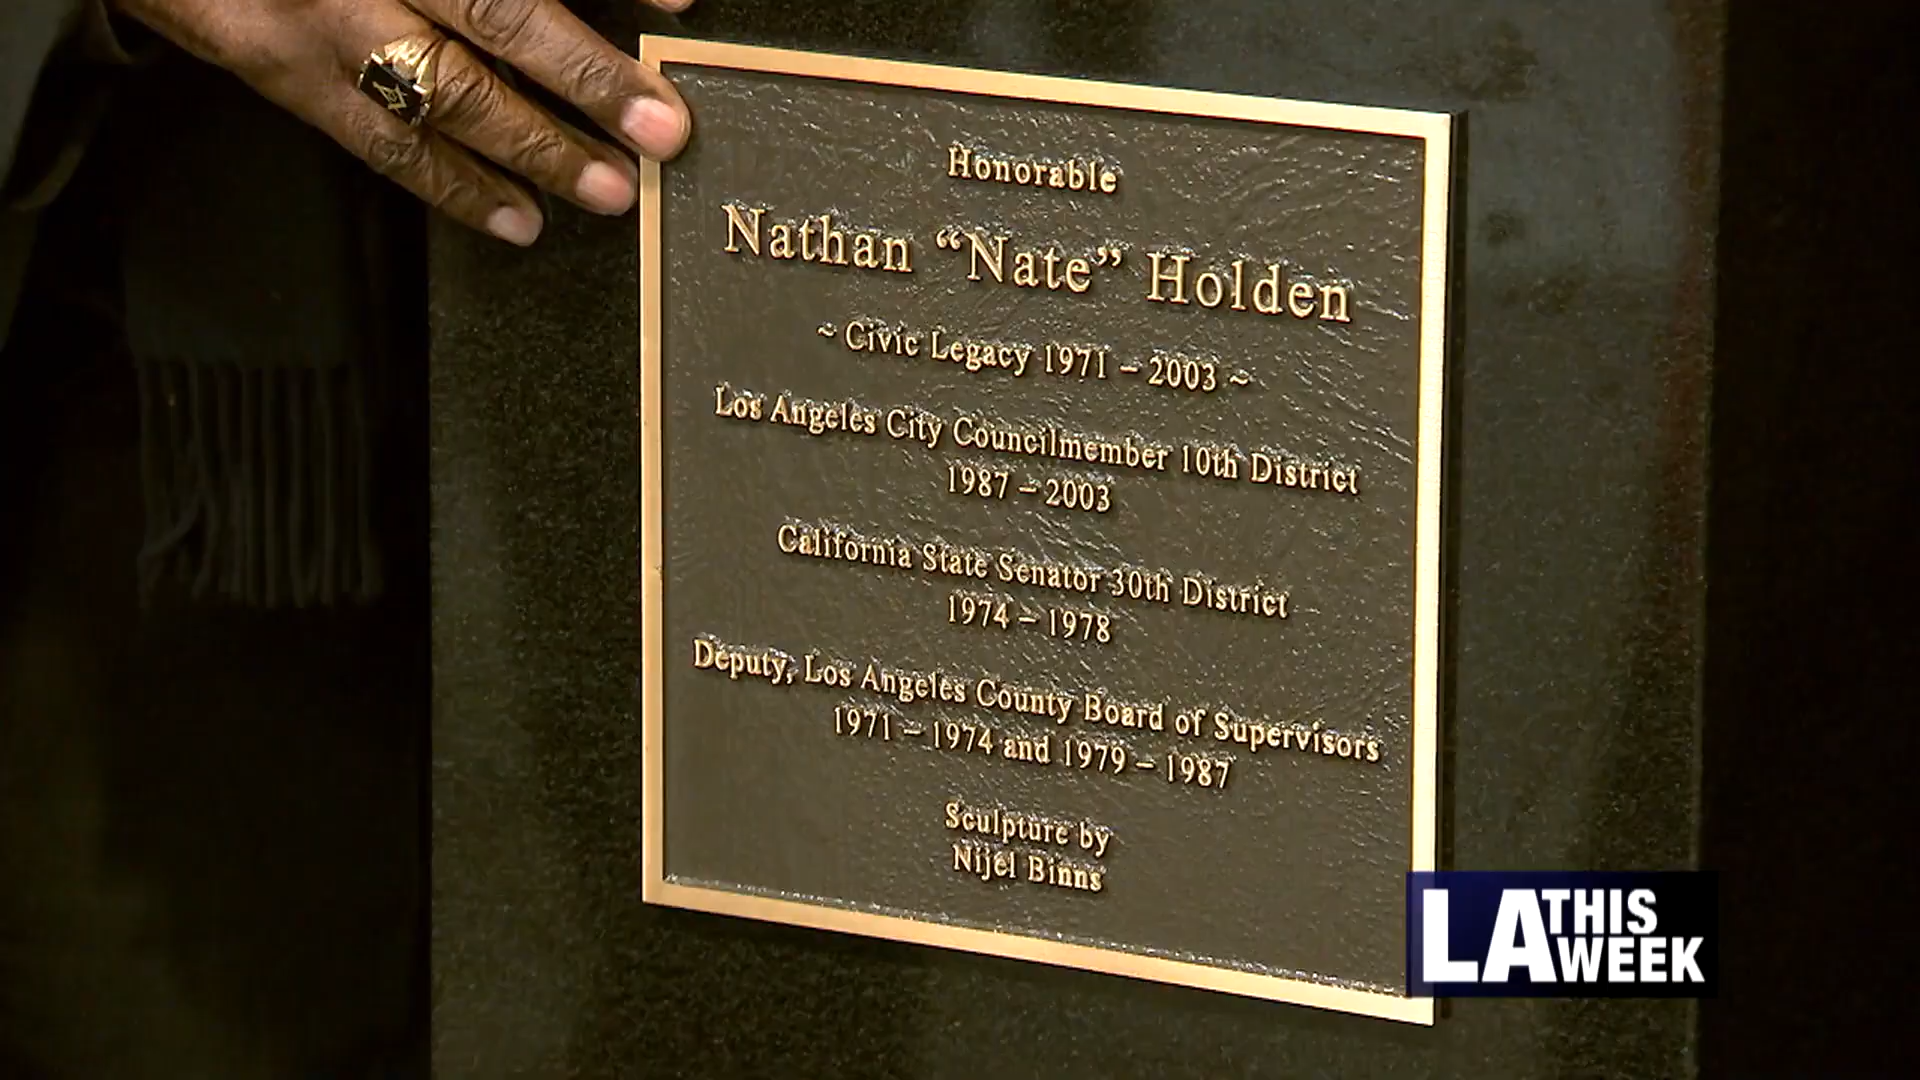 Honorable
Nathan “Nate” Holden
~ Civic Legacy 1971 – 2003 ~
Los Angeles City Councilmember 10th District
1987 – 2003
California State Senator 30th District
1974 – 1978
Deputy, Los Angeles County Board of Supervisors
1971 – 1974 and 1979 – 1987
Sculpture by
Nijel Binns
LA THIS
WEEK